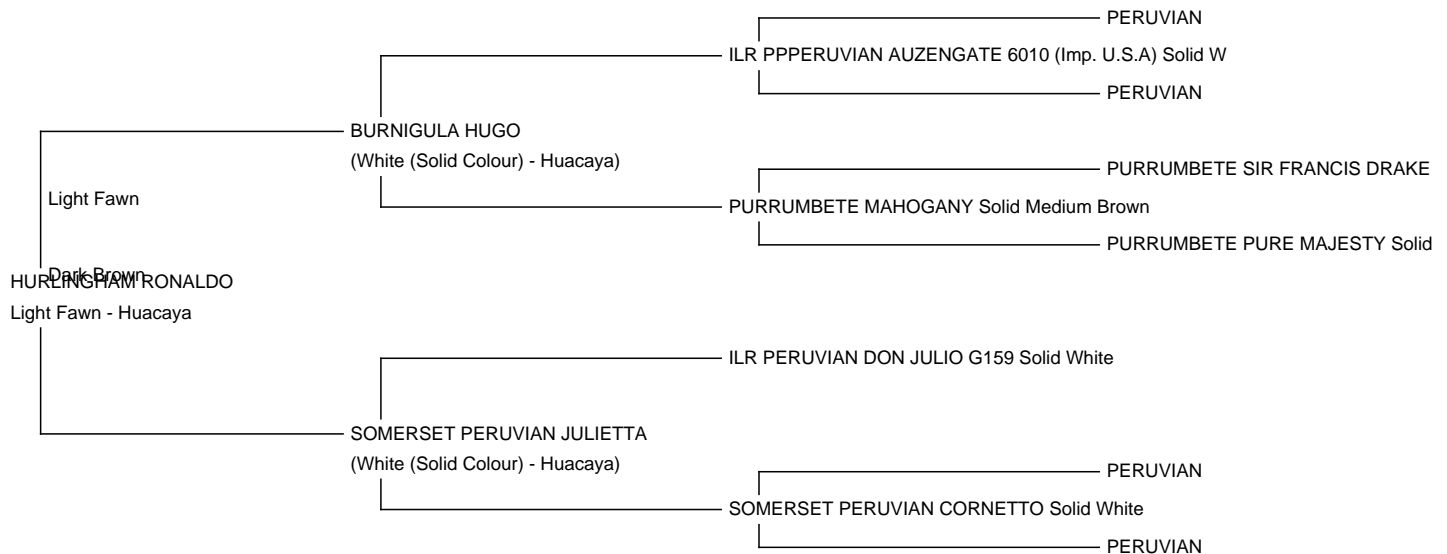 PERUVIAN
ILR PPPERUVIAN AUZENGATE 6010 (Imp. U.S.A) Solid W
PERUVIAN
BURNIGULA HUGO
(White (Solid Colour) - Huacaya)
PURRUMBETE SIR FRANCIS DRAKE
Light Fawn
PURRUMBETE MAHOGANY Solid Medium Brown
PURRUMBETE PURE MAJESTY Solid
Dark Brown
HURLINGHAM RONALDO
Light Fawn - Huacaya
ILR PERUVIAN DON JULIO G159 Solid White
SOMERSET PERUVIAN JULIETTA
(White (Solid Colour) - Huacaya)
PERUVIAN
SOMERSET PERUVIAN CORNETTO Solid White
PERUVIAN